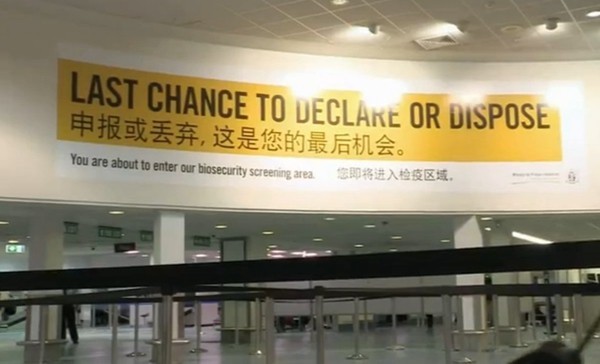 LAST CHANCE TO DECLARE OR DISPOSE
申报或丢弃, 这是您的最后机会。
You are about to enter our biosecurity screening area. 您即将进入检疫区域。